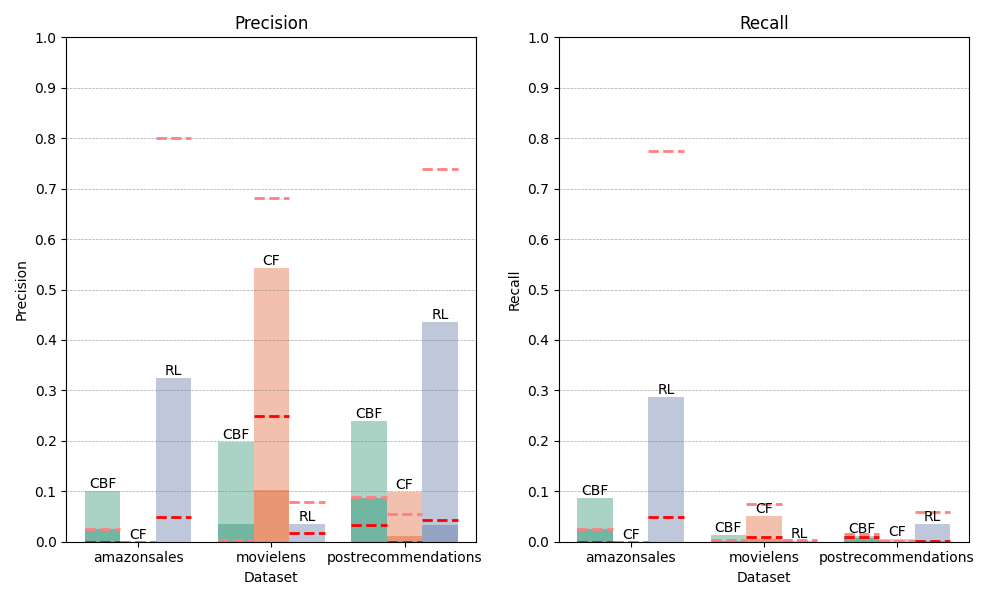 Precision
Precision
1.0
0.9
0.8
0.7
0.6
0.5
0.4
0.3
0.2
0.1
0.0
CBF
CF
RL
CBF
CF
RL
CBF
CF
RL
amazonsales
movielens
postrecommendations
Dataset
Recall
Recall
1.0
0.9
0.8
0.7
0.6
0.5
0.4
0.3
0.2
0.1
0.0
CBF
CF
RL
CBF
CF
RL
CBF
CF
RL
amazonsales
movielens
postrecommendations
Dataset